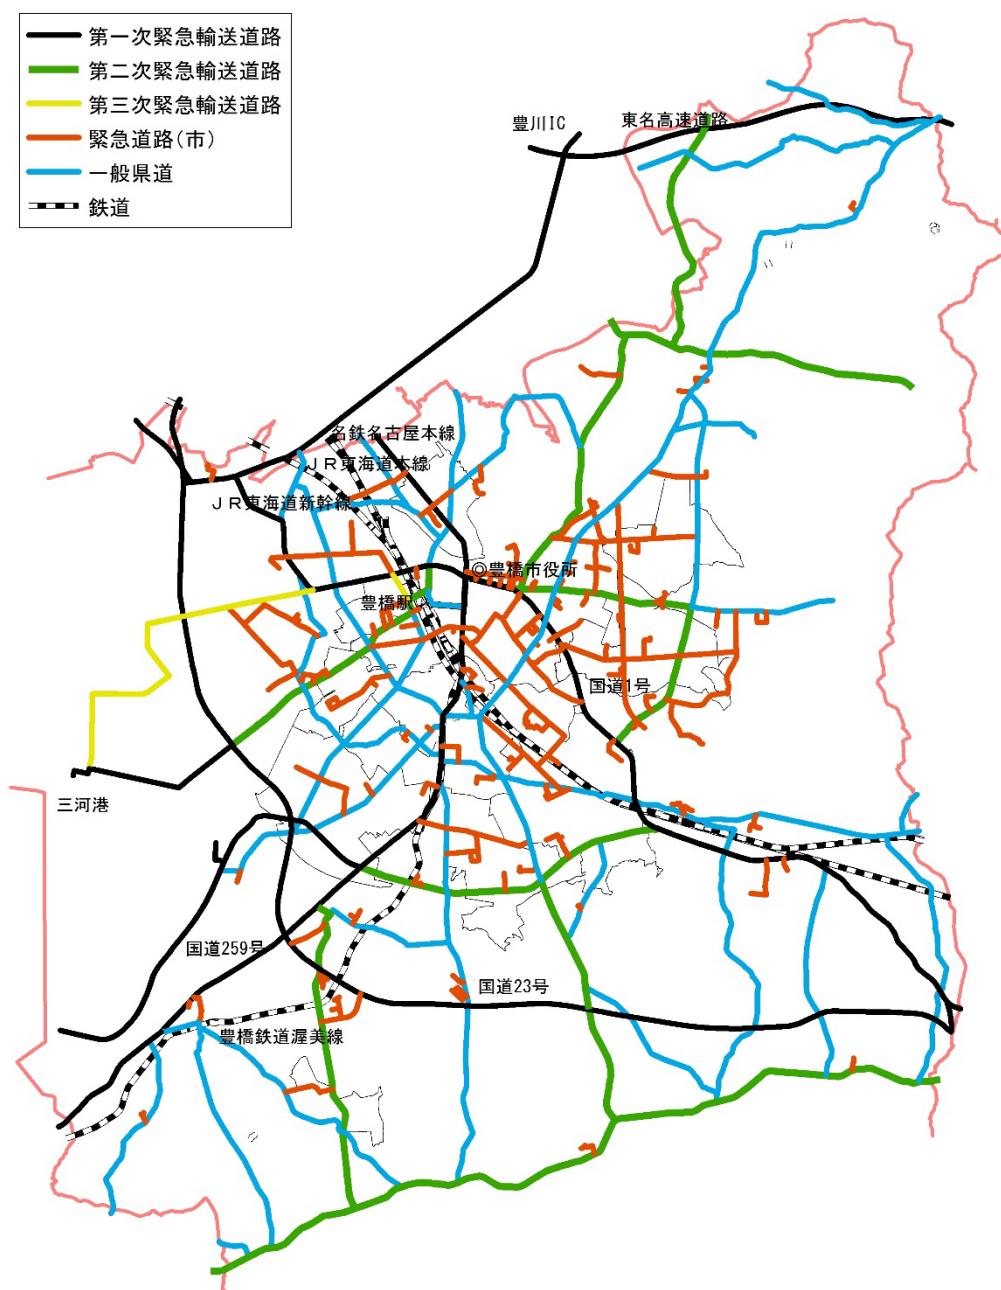 第一次緊急輸送道路
第二次緊急輸送道路
第三次緊急輸送道路
緊急道路(市)
一般県道
鉄道
豊川IC
東名高速道路
名鉄名古屋本線
JR東海道本線
JR東海道新幹線
◎豊橋市役所
豊橋駅
国道1号
三河港
国道259号
国道23号
豊橋鉄道渥美線